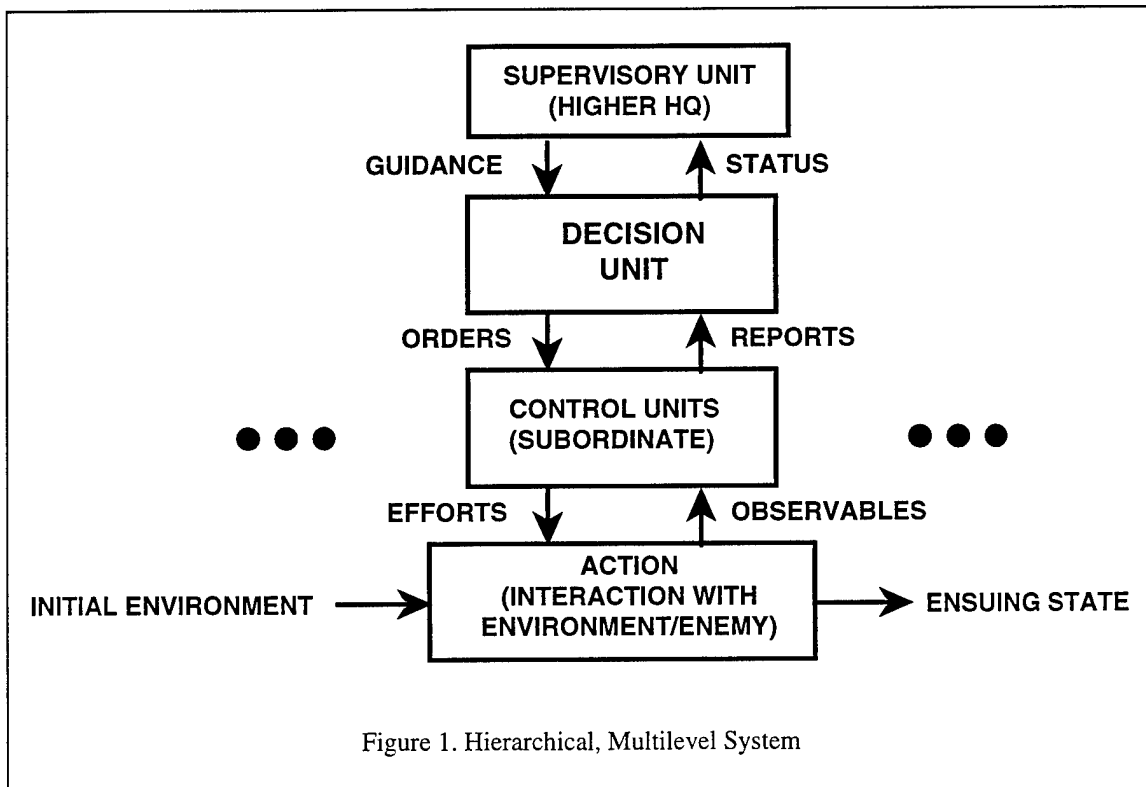 SUPERVISORY UNIT
(HIGHER HQ)
GUIDANCE
STATUS
DECISION
UNIT
ORDERS
REPORTS
CONTROL UNITS
(SUBORDINATE)
EFFORTS
OBSERVABLES
ACTION
(INTERACTION WITH
ENVIRONMENT/ENEMY)
INITIAL ENVIRONMENT
ENSUING STATE
Figure 1. Hierarchical, Multilevel System